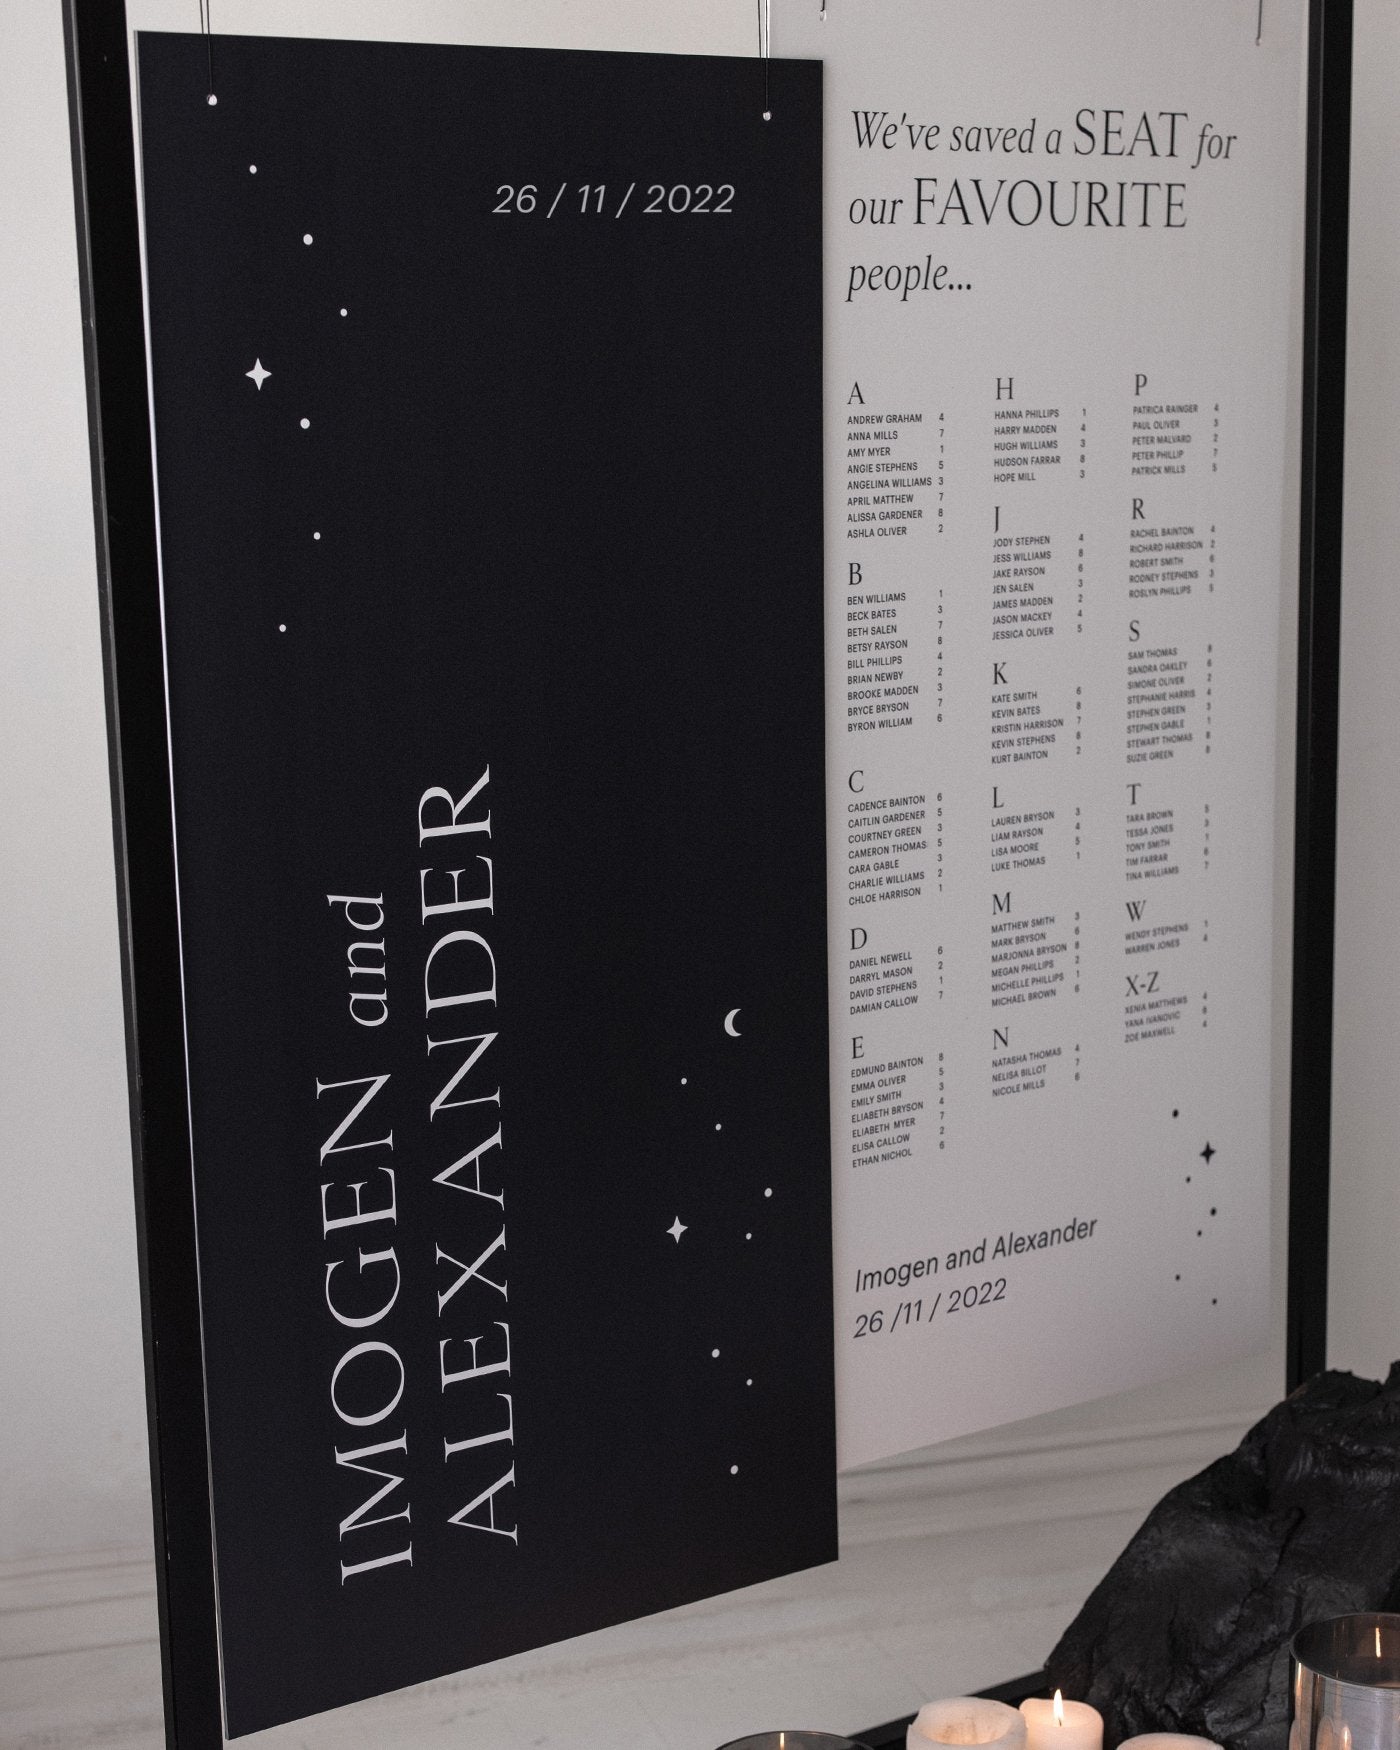 26 / 11 / 2022
IMOGEN and
ALEXANDER
We've saved a SEAT for
our FAVOURITE
people...
A
ANDREW GRAHAM 4
ANNA MILLS 7
AMY MYER 1
ANGIE STEPHENS 5
ANGELINA WILLIAMS 3
APRIL MATTHEW 7
ALISSA GARDENER 8
ASHLA OLIVER 2
B
BEN WILLIAMS 1
BECK BATES 3
BETH SALEN 7
BETSY RAYSON 8
BILL PHILLIPS 4
BRIAN NEWBY 2
BROOKE MADDEN 3
BRYCE BRYSON 7
BYRON WILLIAM 6
C
CADENCE BAINTON 6
CAITLIN GARDENER 5
COURTNEY GREEN 3
CAMERON THOMAS 5
CARA GABLE 3
CHARLIE WILLIAMS 2
CHLOE HARRISON 1
D
DANIEL NEWELL 6
DARRYL MASON 2
DAVID STEPHENS 1
DAMIAN CALLOW 7
E
EDMUND BAINTON 8
EMMA OLIVER 5
EMILY SMITH 3
ELIABETH BRYSON 4
ELIABETH MYER 7
ELISA CALLOW 2
ETHAN NICHOL 6
H
HANNA PHILLIPS 1
HARRY MADDEN 4
HUGH WILLIAMS 3
HUDSON FARRAR 8
HOPE MILL 3
J
JODY STEPHEN 4
JESS WILLIAMS 8
JAKE RAYSON 6
JEN SALEN 3
JAMES MADDEN 2
JASON MACKEY 4
JESSICA OLIVER 5
K
KATE SMITH 6
KEVIN BATES 8
KRISTIN HARRISON 7
KEVIN STEPHENS 8
KURT BAINTON 2
L
LAUREN BRYSON 3
LIAM RAYSON 4
LISA MOORE 5
LUKE THOMAS 1
M
MATTHEW SMITH 3
MARK BRYSON 6
MARJONNA BRYSON 8
MEGAN PHILLIPS 2
MICHELLE PHILLIPS 1
MICHAEL BROWN 6
N
NATASHA THOMAS 4
NELISA BILLOT 7
NICOLE MILLS 6
P
PATRICA RAINGER 4
PAUL OLIVER 3
PETER MALVARD 2
PETER PHILLIP 7
PATRICK MILLS 5
R
RACHEL BAINTON 4
RICHARD HARRISON 2
ROBERT SMITH 6
RODNEY STEPHENS 3
ROSLYN PHILLIPS 5
S
SAM THOMAS 8
SANDRA OAKLEY 6
SIMONE OLIVER 2
STEPHANIE HARRIS 4
STEPHEN GREEN 3
STEPHEN GABLE 1
STEWART THOMAS 8
SUZIE GREEN 8
T
TARA BROWN 5
TESSA JONES 3
TONY SMITH 1
TIM FARRAR 6
TINA WILLIAMS 7
W
WENDY STEPHENS 1
WARREN JONES 4
X-Z
XENIA MATTHEWS 4
YANA IVANOVIC
ZOE MAXWELL 4
Imogen and Alexander
26 /11 / 2022